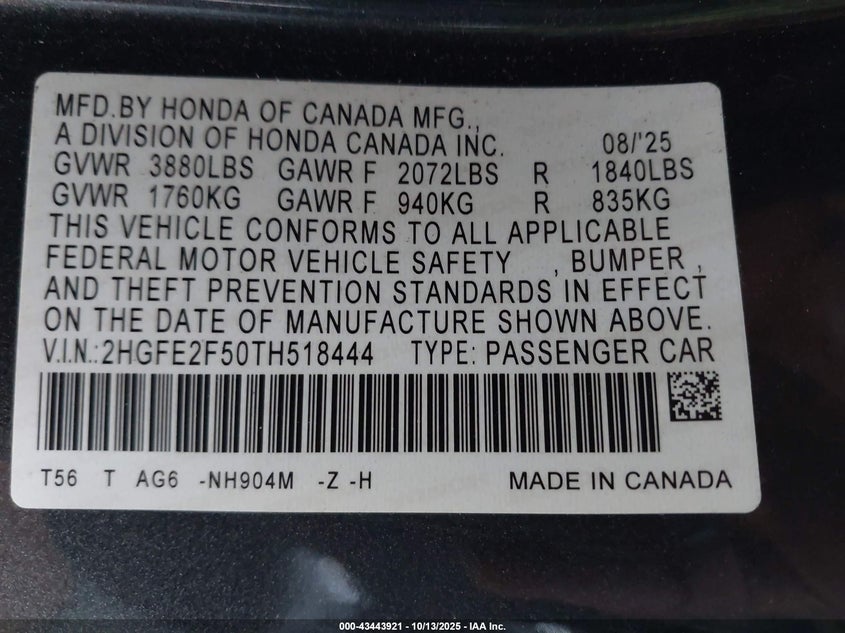 MFD.BY HONDA OF CANADA MFG.,
A DIVISION OF HONDA CANADA INC. 08/'25
GVWR 3880LBS GAWR F 2072LBS R 1840LBS
GVWR 1760KG GAWR F 940KG R 835KG
THIS VEHICLE CONFORMS TO ALL APPLICABLE
FEDERAL MOTOR VEHICLE SAFETY , BUMPER ,
AND THEFT PREVENTION STANDARDS IN EFFECT
ON THE DATE OF MANUFACTURE SHOWN ABOVE.
V.I.N.:2HGFE2F50TH518444 TYPE: PASSENGER CAR
T56 T AG6 -NH904M -Z -H MADE IN CANADA
000-43443921 - 10/13/2025 - IAA Inc.